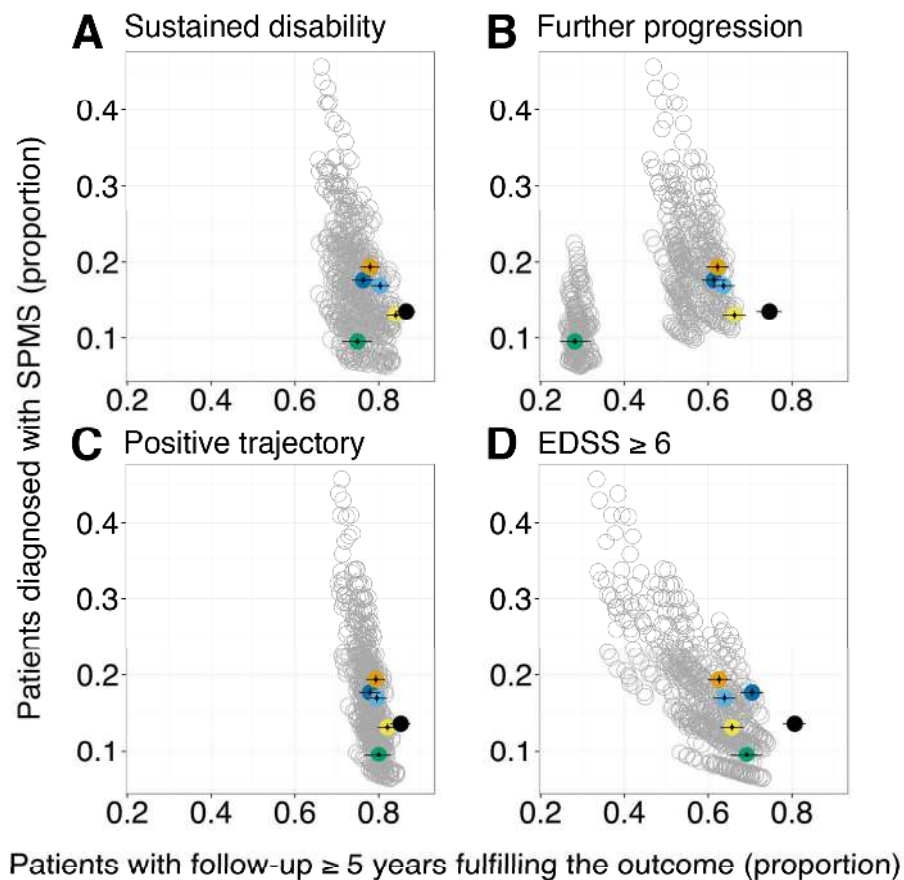 A Sustained disability
B Further progression
0.4
0.3
0.2
0.1
0.2 0.4 0.6 0.8
0.4
0.3
0.2
0.1
0.2 0.4 0.6 0.8
C Positive trajectory
D EDSS ≥ 6
0.4
0.3
0.2
0.1
0.2 0.4 0.6 0.8
0.4
0.3
0.2
0.1
0.2 0.4 0.6 0.8
Patients diagnosed with SPMS (proportion)
Patients with follow-up ≥ 5 years fulfilling the outcome (proportion)